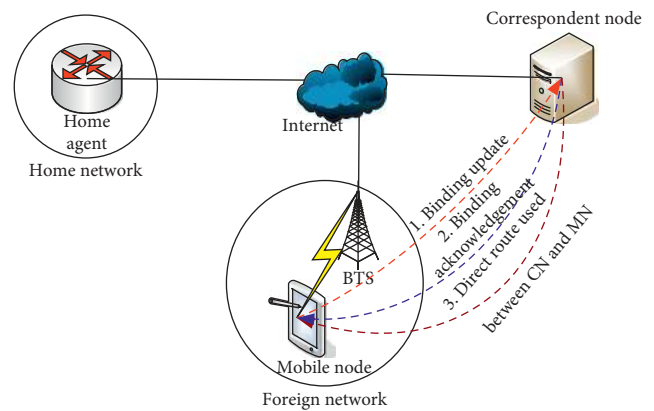 Correspondent node
Home
agent
Home network
Internet
1. Binding update
2. Binding
acknowledgement
3. Direct route used
between CN and MN
BTS
Mobile node
Foreign network